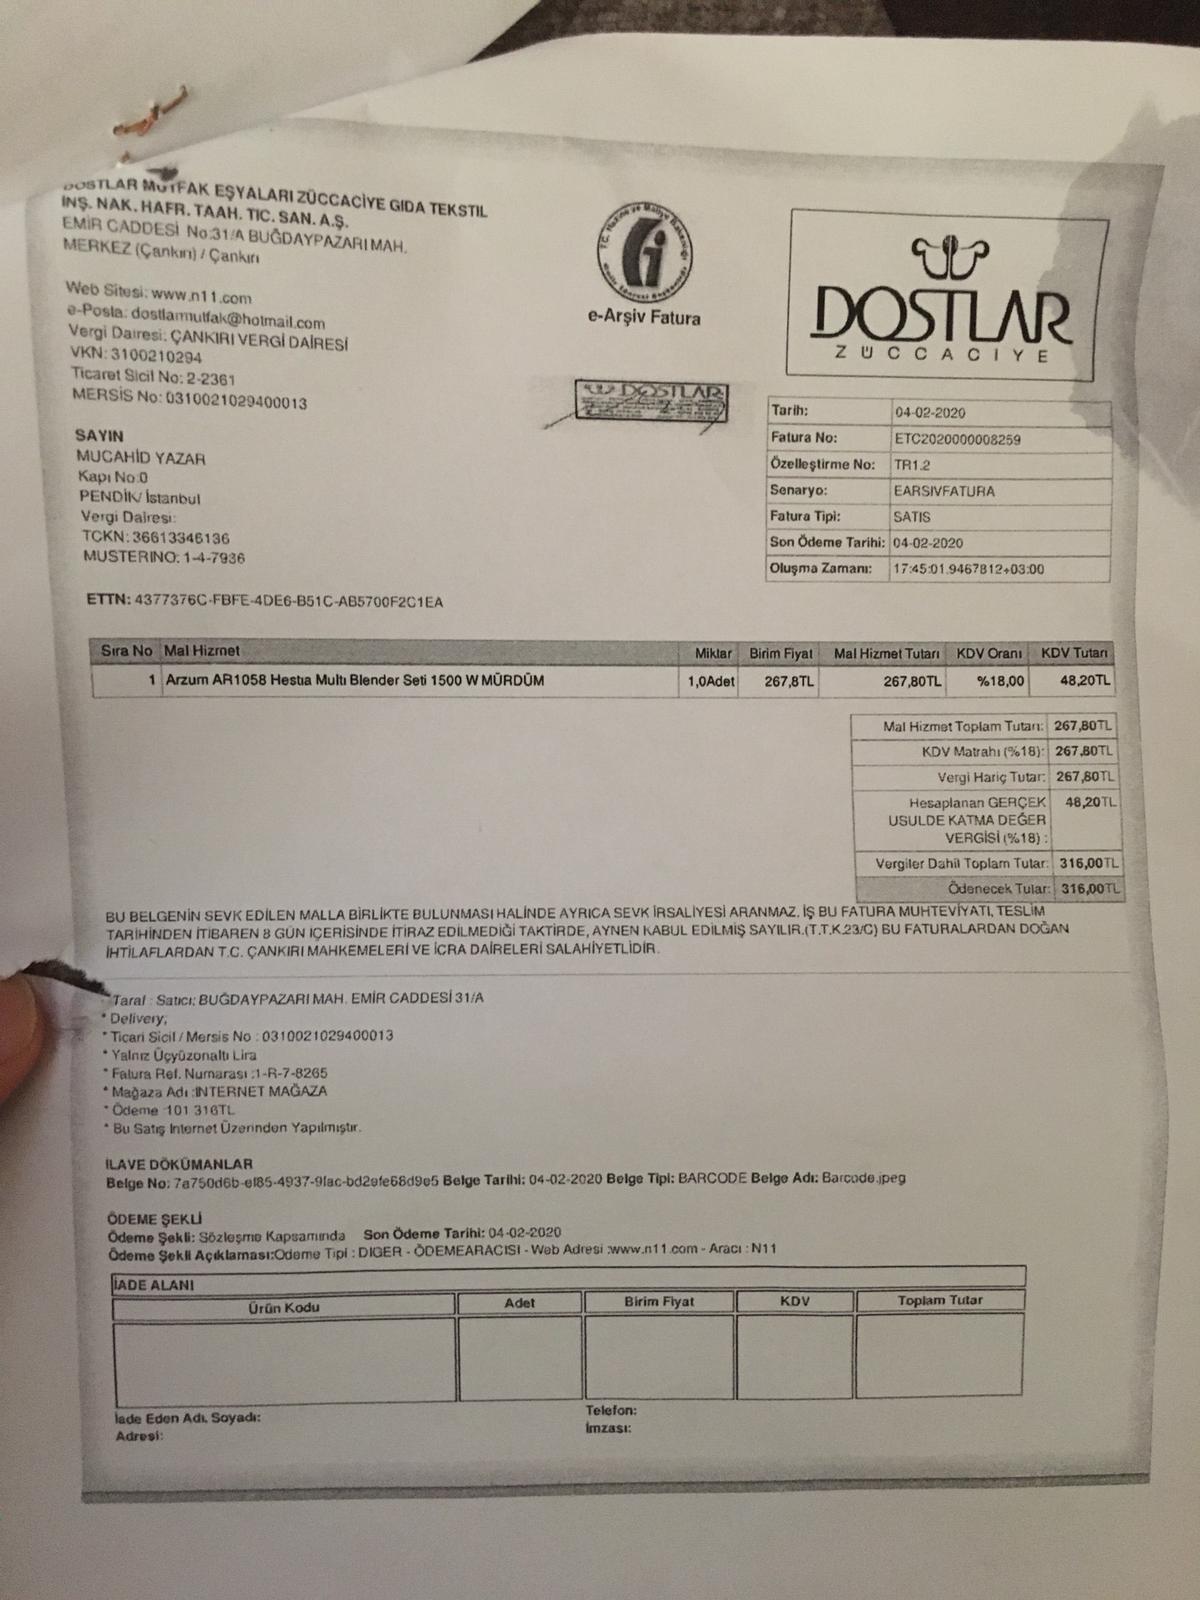 DOSTLAR MUTFAK EŞYALARI ZÜCCACİYE GIDA TEKSTIL
İNŞ. NAK. HAFR. TAAH. TIC. SAN. A.Ş.
EMİR CADDESİ No:31/A BUĞDAYPAZARI MAH.
MERKEZ (Çankırı) / Çankırı
Web Sitesi: www.n11.com
e-Posta: dostlarmutfak@hotmail.com
Vergi Dairesi: ÇANKIRI VERGİ DAİRESİ
VKN: 3100210294
Ticaret Sicil No: 2-2361
MERSİS No: 0310021029400013
e-Arşiv Fatura
DOSTLAR
ZÜCCACIYE
DOSTLAR
SAYIN
MUCAHİD YAZAR
Kapı No:0
PENDİK/ İstanbul
Vergi Dairesi:
TCKN: 36613346136
MUSTERINO: 1-4-7936
Tarih: 04-02-2020
Fatura No: ETC2020000008259
Özelleştirme No: TR1.2
Senaryo: EARSIVFATURA
Fatura Tipi: SATIS
Son Ödeme Tarihi: 04-02-2020
Oluşma Zamanı: 17:45:01.9467812+03:00
ETTN: 4377376C-FBFE-4DE6-B51C-AB5700F2C1EA
Sıra No Mal Hizmet Miktar Birim Fiyat Mal Hizmet Tutarı KDV Oranı KDV Tutarı
1 Arzum AR1058 Hestia Multi Blender Seti 1500 W MÜRDÜM 1,0Adet 267,8TL 267,80TL %18,00 48,20TL
Mal Hizmet Toplam Tutarı: 267,80TL
KDV Matrahı (%18): 267,80TL
Vergi Hariç Tutar: 267,80TL
Hesaplanan GERÇEK 48,20TL
USULDE KATMA DEĞER
VERGİSİ (%18) :
Vergiler Dahil Toplam Tutar: 316,00TL
Ödenecek Tutar: 316,00TL
BU BELGENİN SEVK EDİLEN MALLA BİRLİKTE BULUNMASI HALİNDE AYRICA SEVK İRSALİYESİ ARANMAZ. İŞ BU FATURA MUHTEVİYATI, TESLİM
TARİHİNDEN İTİBAREN 8 GÜN İÇERİSİNDE İTİRAZ EDİLMEDİĞİ TAKTİRDE, AYNEN KABUL EDİLMİŞ SAYILIR.(T.T.K.23/C) BU FATURALARDAN DOĞAN
İHTİLAFLARDAN T.C. ÇANKIRI MAHKEMELERİ VE İCRA DAİRELERİ SALAHİYETLİDİR.
* Taraf : Satıcı: BUĞDAYPAZARI MAH. EMİR CADDESİ 31/A
* Delivery;
* Ticari Sicil / Mersis No : 0310021029400013
* Yalnız Üçyüzonaltı Lira
* Fatura Ref. Numarası :1-R-7-8265
* Mağaza Adı :INTERNET MAĞAZA
* Ödeme :101 316TL
* Bu Satış Internet Üzerinden Yapılmıştır.
İLAVE DÖKÜMANLAR
Belge No: 7a750d6b-ef85-4937-9fac-bd2efe68d9e5 Belge Tarihi: 04-02-2020 Belge Tipi: BARCODE Belge Adı: Barcode.jpeg
ÖDEME ŞEKLİ
Ödeme Şekli: Sözleşme Kapsamında Son Ödeme Tarihi: 04-02-2020
Ödeme Şekli Açıklaması:Odeme Tipi : DIGER - ÖDEMEARACISI - Web Adresi :www.n11.com - Aracı : N11
İADE ALANI
Ürün Kodu Adet Birim Fiyat KDV Toplam Tutar
İade Eden Adı, Soyadı: Telefon:
Adresi: İmzası: